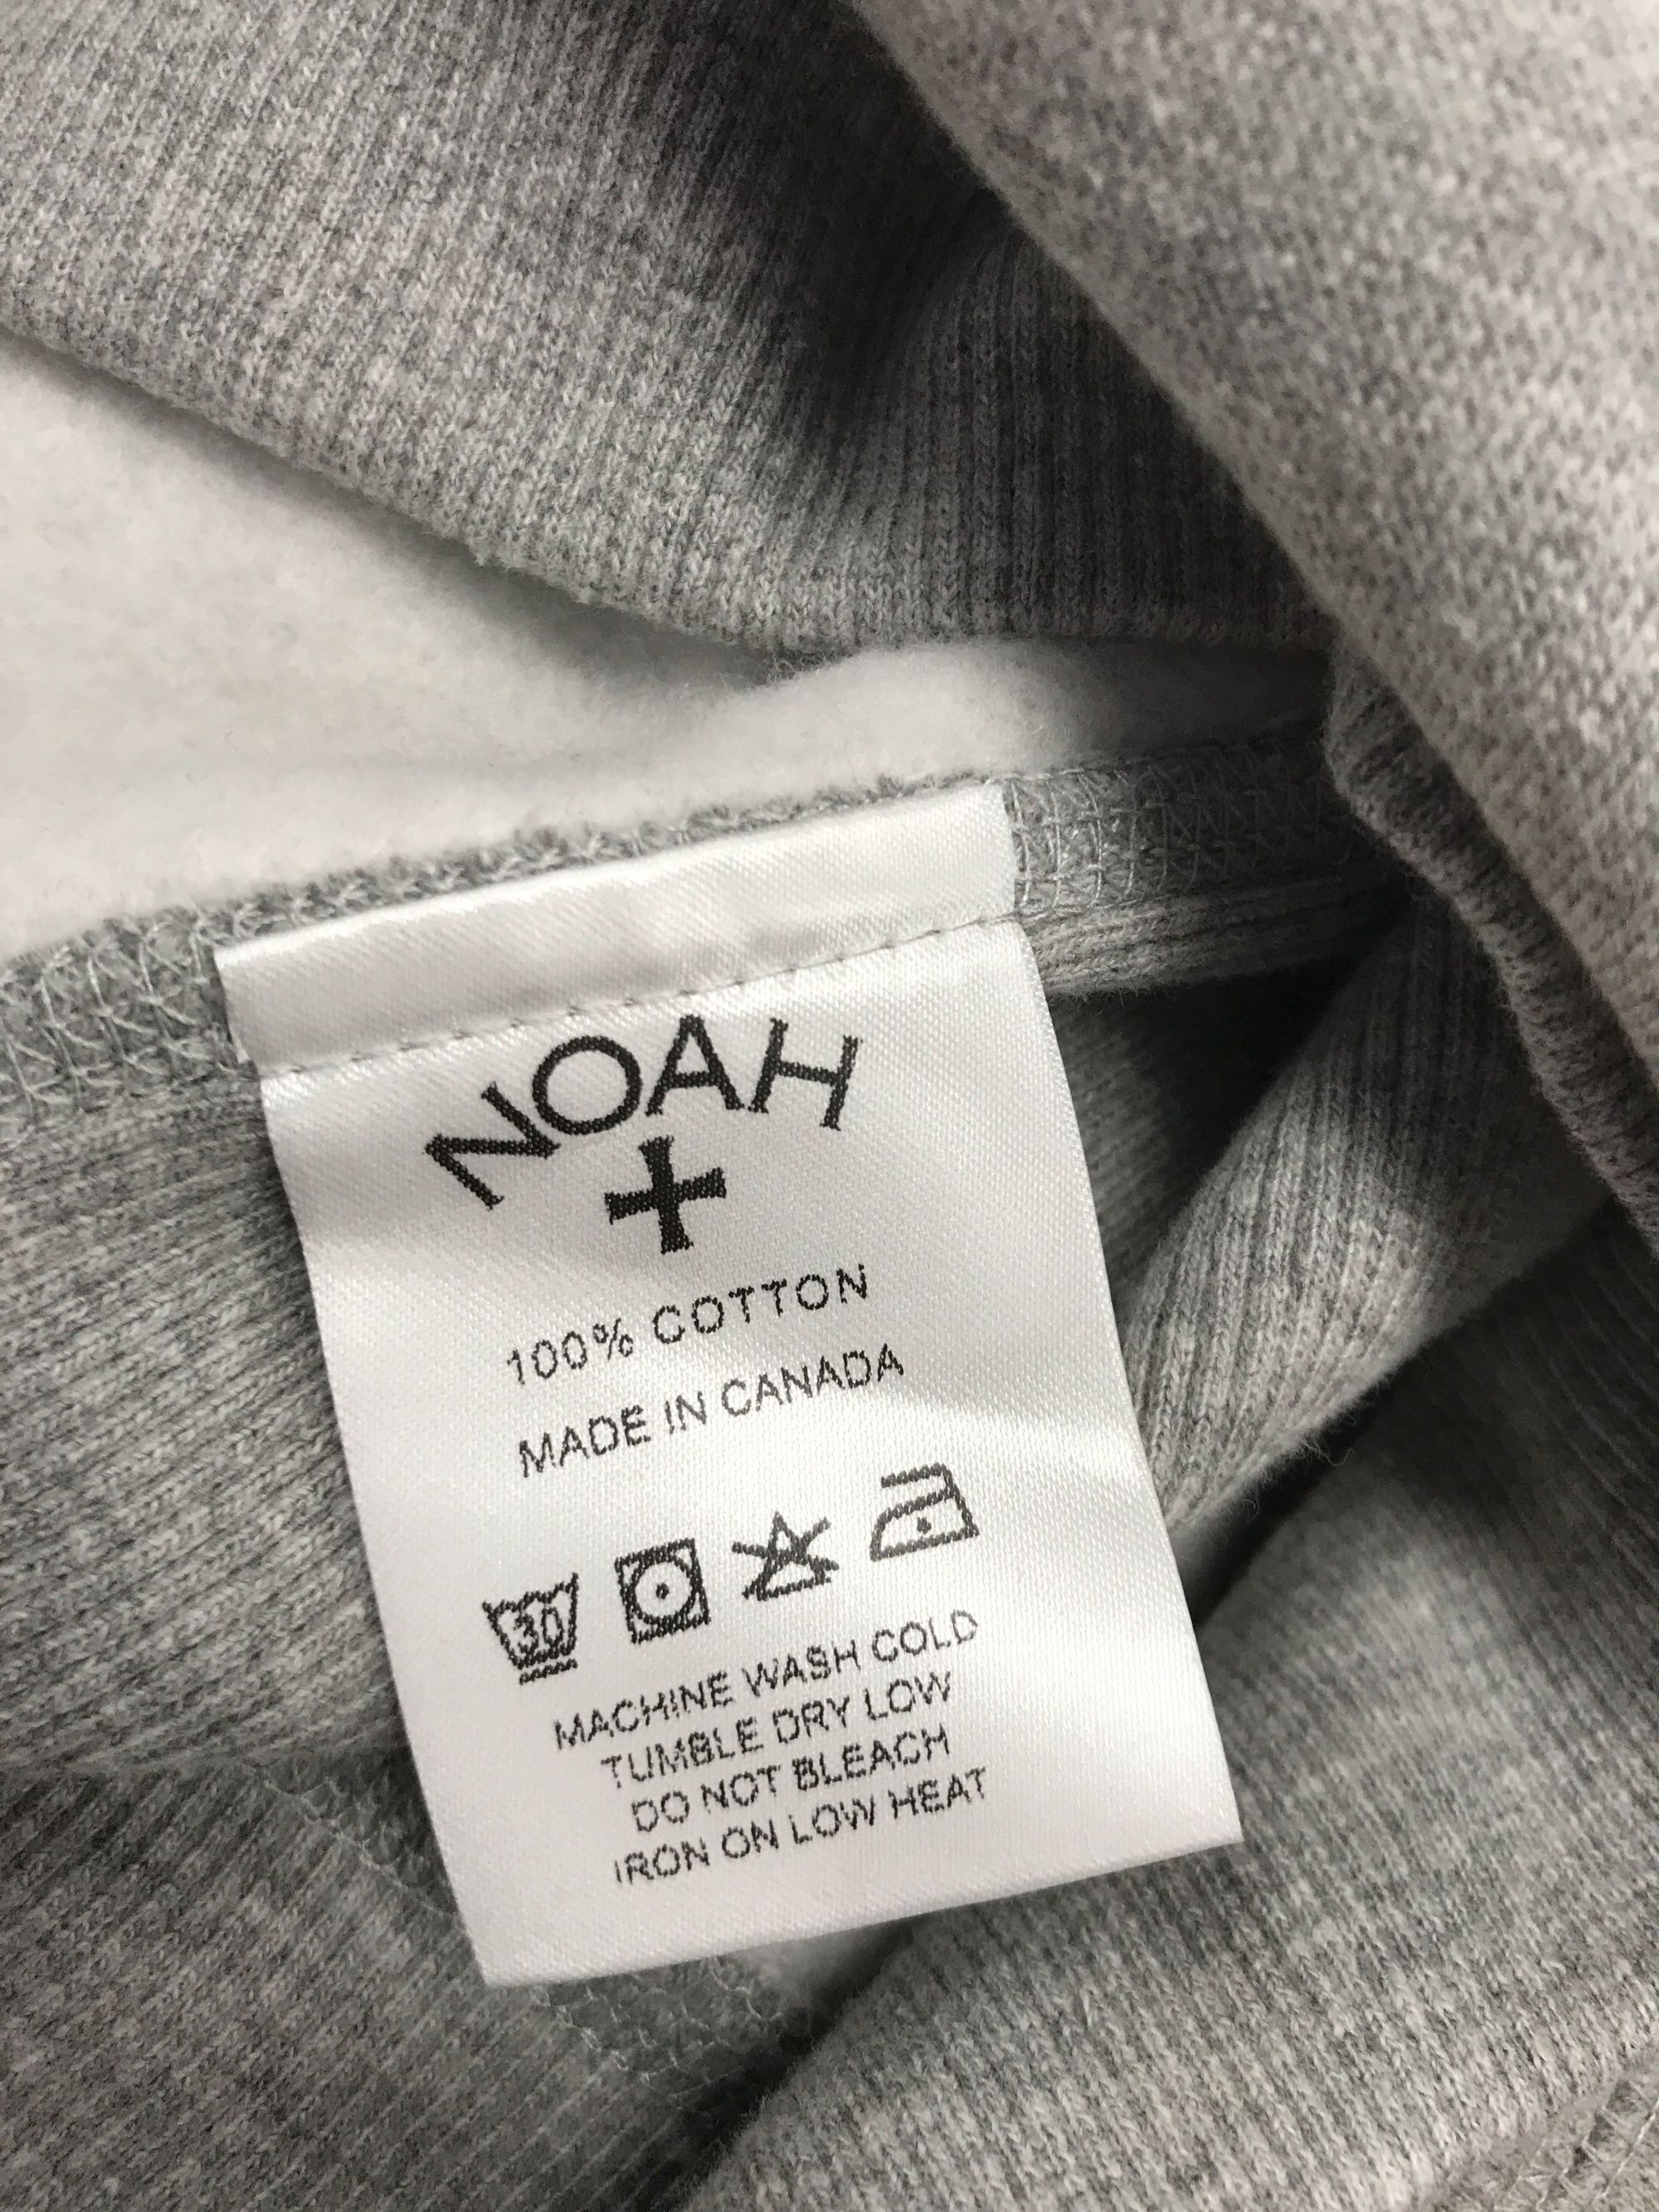 NOAH
100% COTTON
MADE IN CANADA
30
MACHINE WASH COLD
TUMBLE DRY LOW
DO NOT BLEACH
IRON ON LOW HEAT